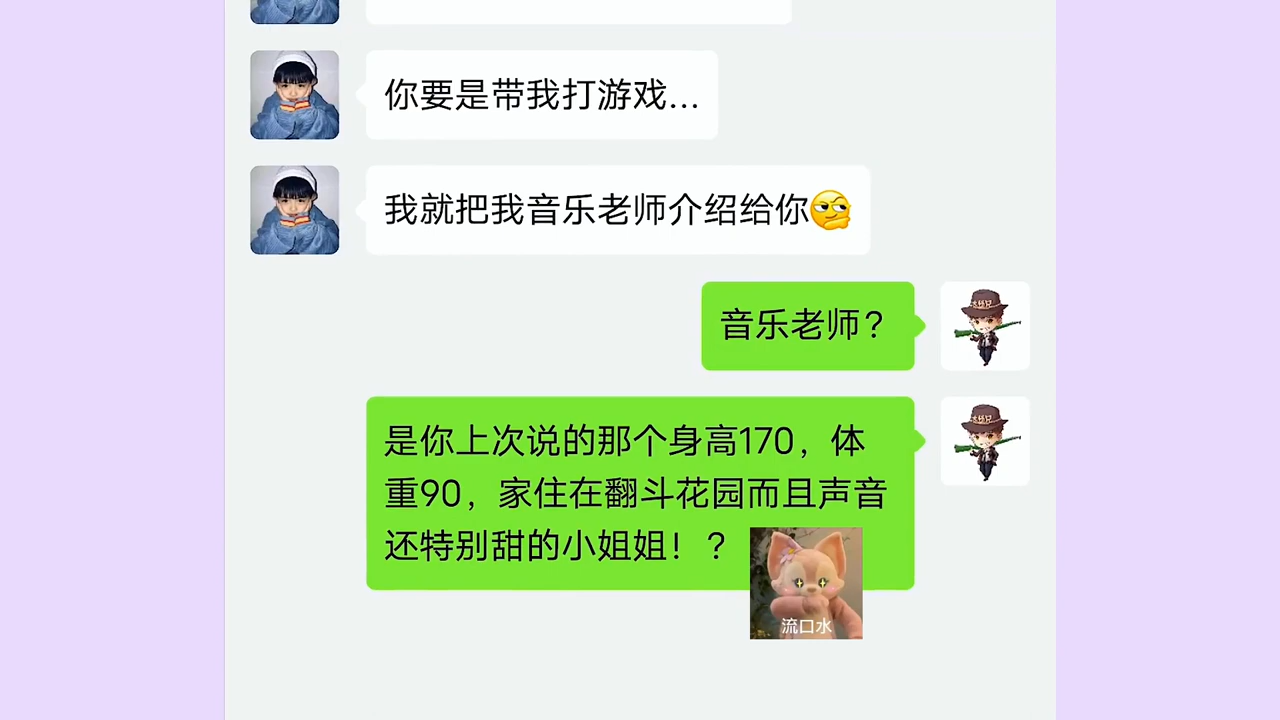 你要是带我打游戏...
我就把我音乐老师介绍给你
音乐老师？
是你上次说的那个身高170，体
重90，家住在翻斗花园而且声音
还特别甜的小姐姐！？
流口水